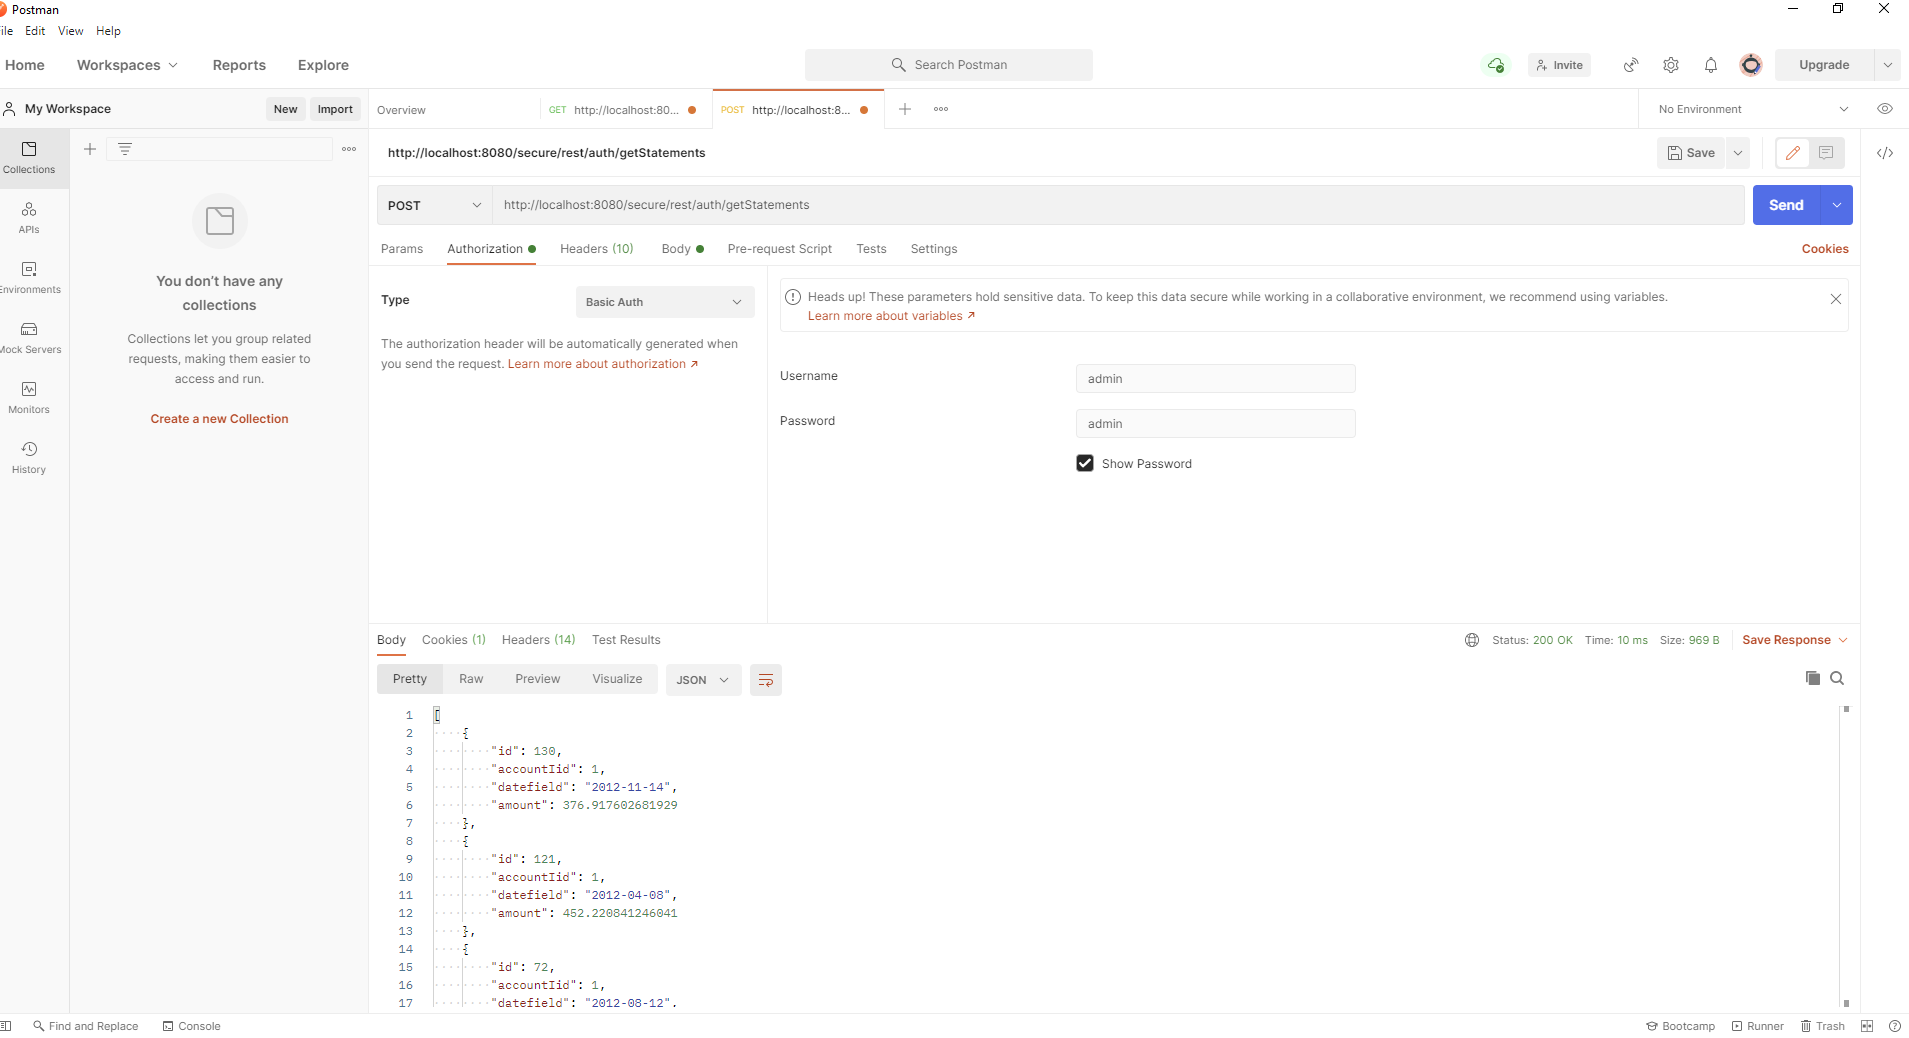 Postman
ile Edit View Help
Home Workspaces Reports Explore Search Postman Invite Upgrade
My Workspace New Import Overview GET http://localhost:80... POST http://localhost:8... No Environment
Collections
http://localhost:8080/secure/rest/auth/getStatements Save
POST http://localhost:8080/secure/rest/auth/getStatements Send
APIs
Params Authorization Headers (10) Body Pre-request Script Tests Settings Cookies
Environments
You don't have any
collections
Type Basic Auth
Heads up! These parameters hold sensitive data. To keep this data secure while working in a collaborative environment, we recommend using variables.
Learn more about variables ↗
Mock Servers
Collections let you group related
requests, making them easier to
access and run.
The authorization header will be automatically generated when
you send the request. Learn more about authorization ↗
Username admin
Monitors
Create a new Collection
Password admin
History
Show Password
Body Cookies (1) Headers (14) Test Results Status: 200 OK Time: 10 ms Size: 969 B Save Response
Pretty Raw Preview Visualize JSON
1 [
2 {
3 "id": 130,
4 "accountIid": 1,
5 "datefield": "2012-11-14",
6 "amount": 376.917602681929
7 },
8 {
9 "id": 121,
10 "accountIid": 1,
11 "datefield": "2012-04-08",
12 "amount": 452.220841246041
13 },
14 {
15 "id": 72,
16 "accountIid": 1,
17 "datefield": "2012-08-12",
Find and Replace Console Bootcamp Runner Trash